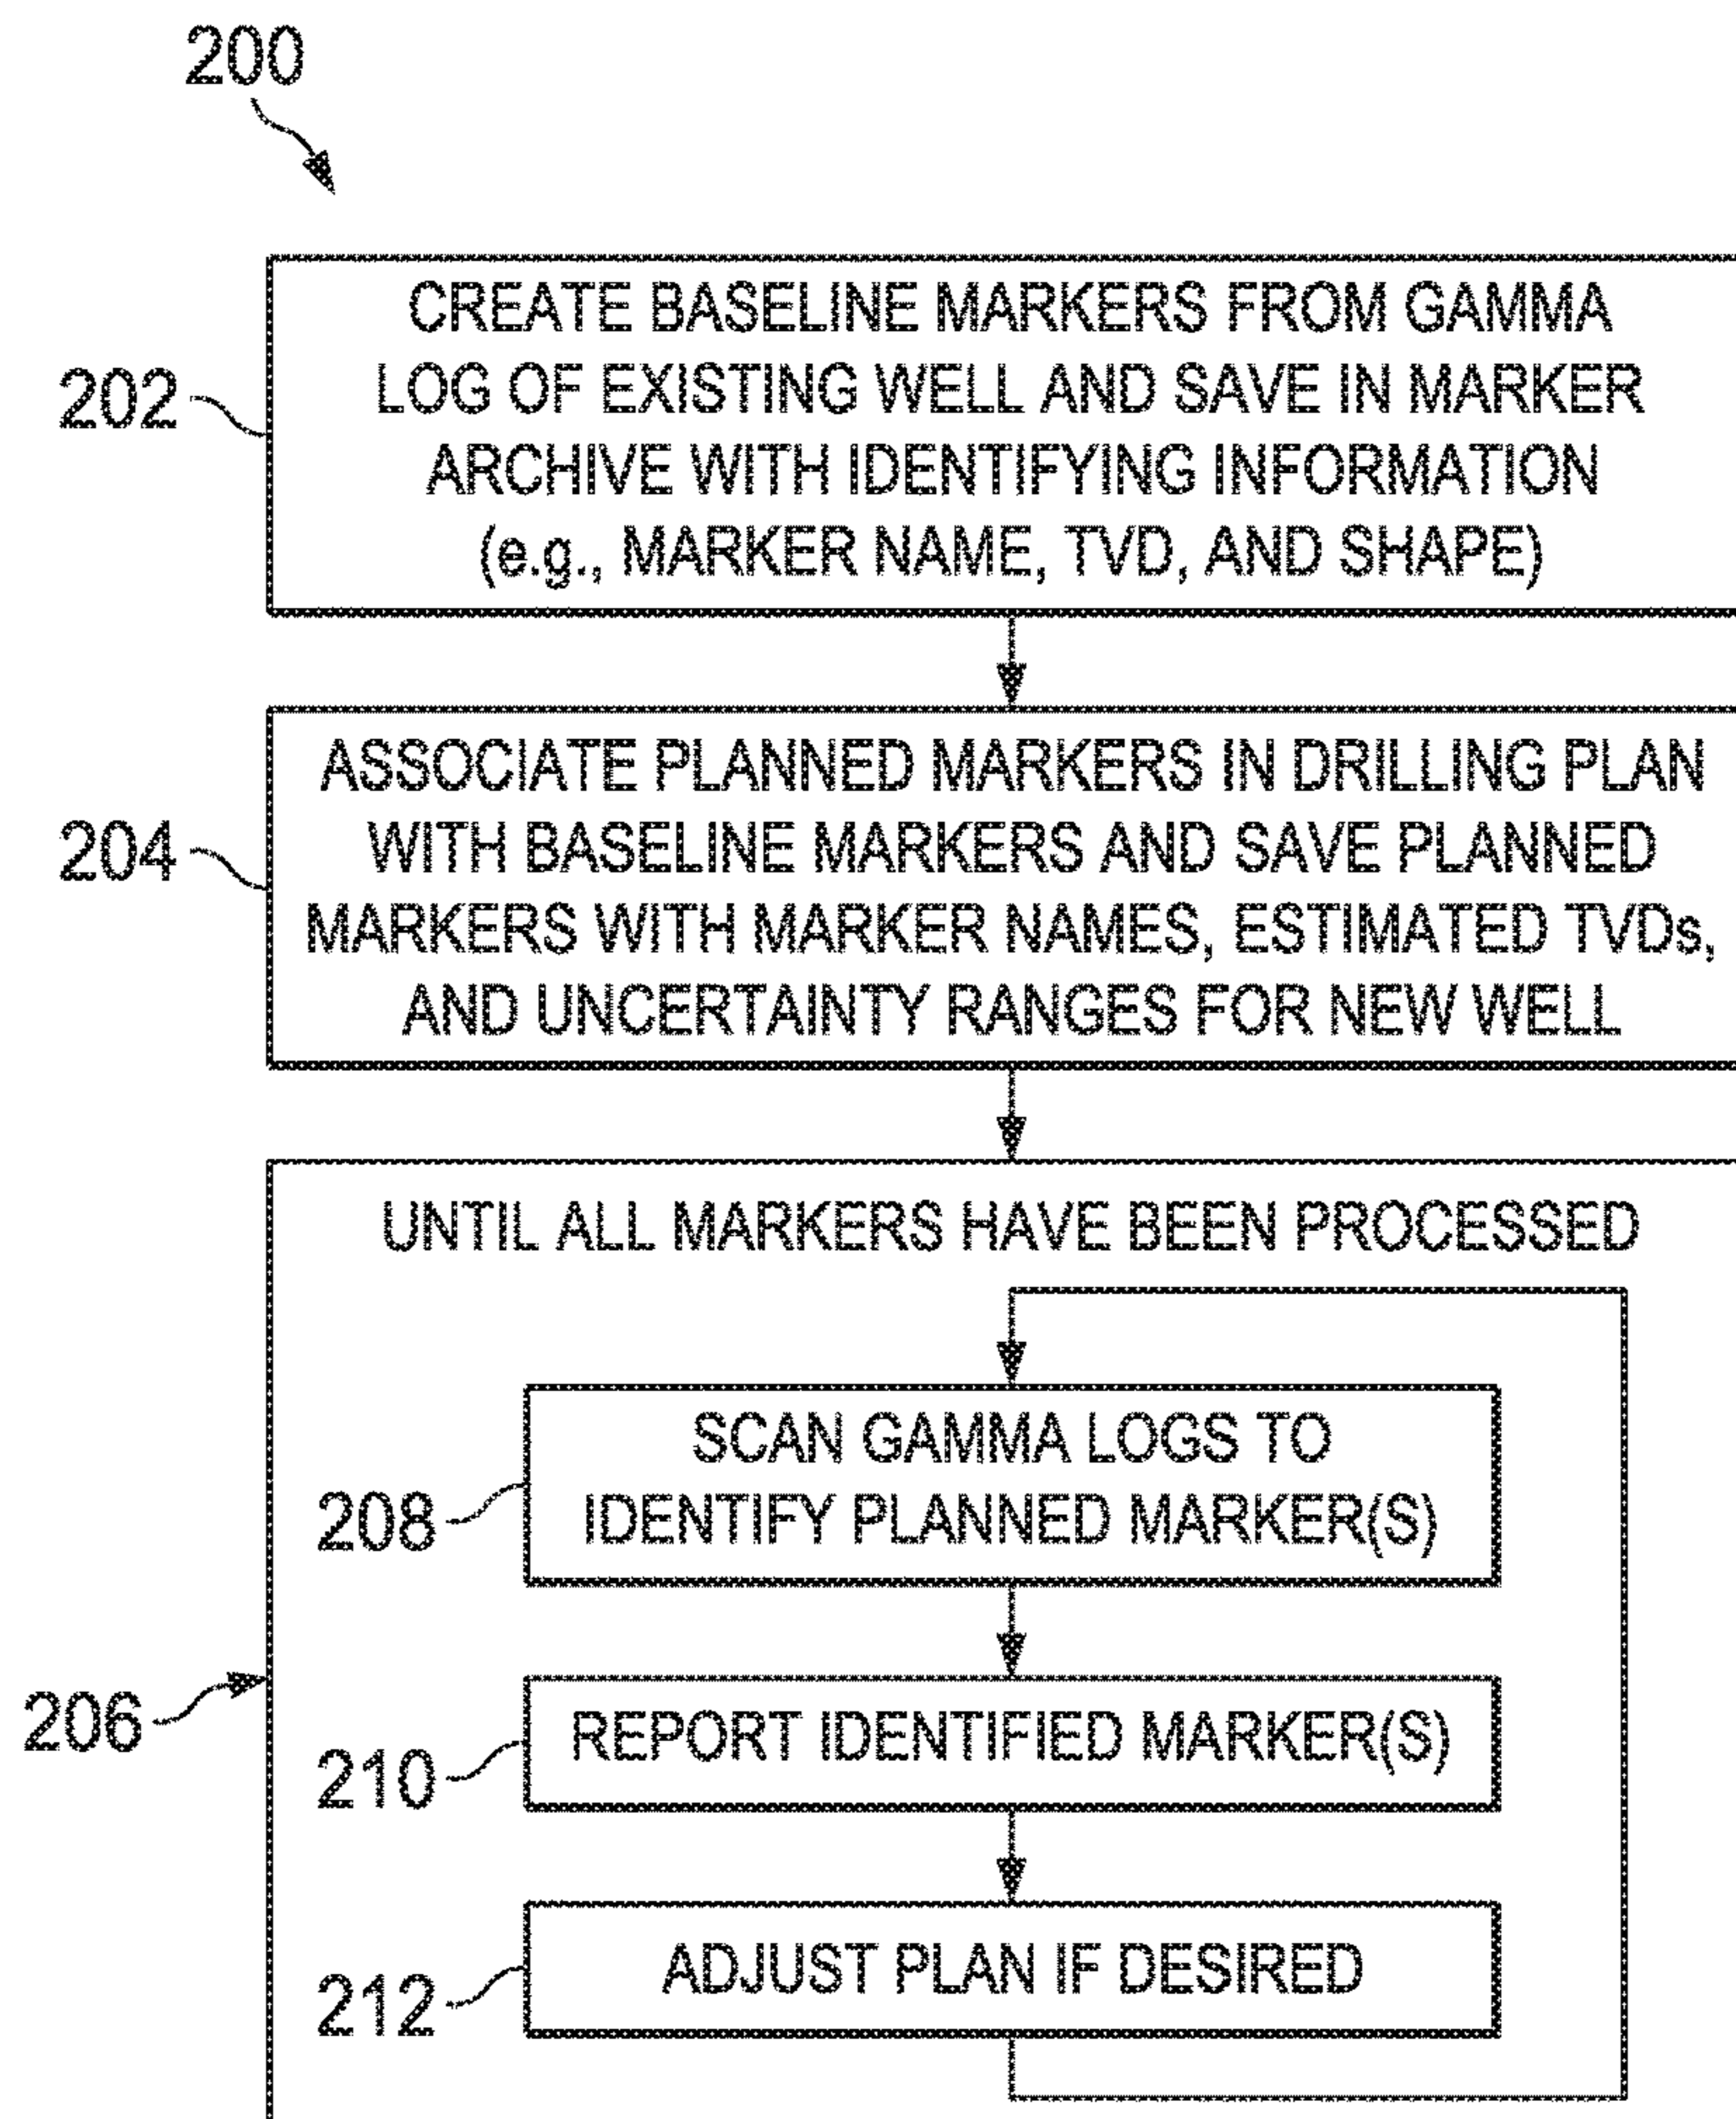 200
202
CREATE BASELINE MARKERS FROM GAMMA
LOG OF EXISTING WELL AND SAVE IN MARKER
ARCHIVE WITH IDENTIFYING INFORMATION
(e.g., MARKER NAME, TVD, AND SHAPE)
204
ASSOCIATE PLANNED MARKERS IN DRILLING PLAN
WITH BASELINE MARKERS AND SAVE PLANNED
MARKERS WITH MARKER NAMES, ESTIMATED TVDs,
AND UNCERTAINTY RANGES FOR NEW WELL
206
UNTIL ALL MARKERS HAVE BEEN PROCESSED
208
SCAN GAMMA LOGS TO
IDENTIFY PLANNED MARKER(S)
210
REPORT IDENTIFIED MARKER(S)
212
ADJUST PLAN IF DESIRED